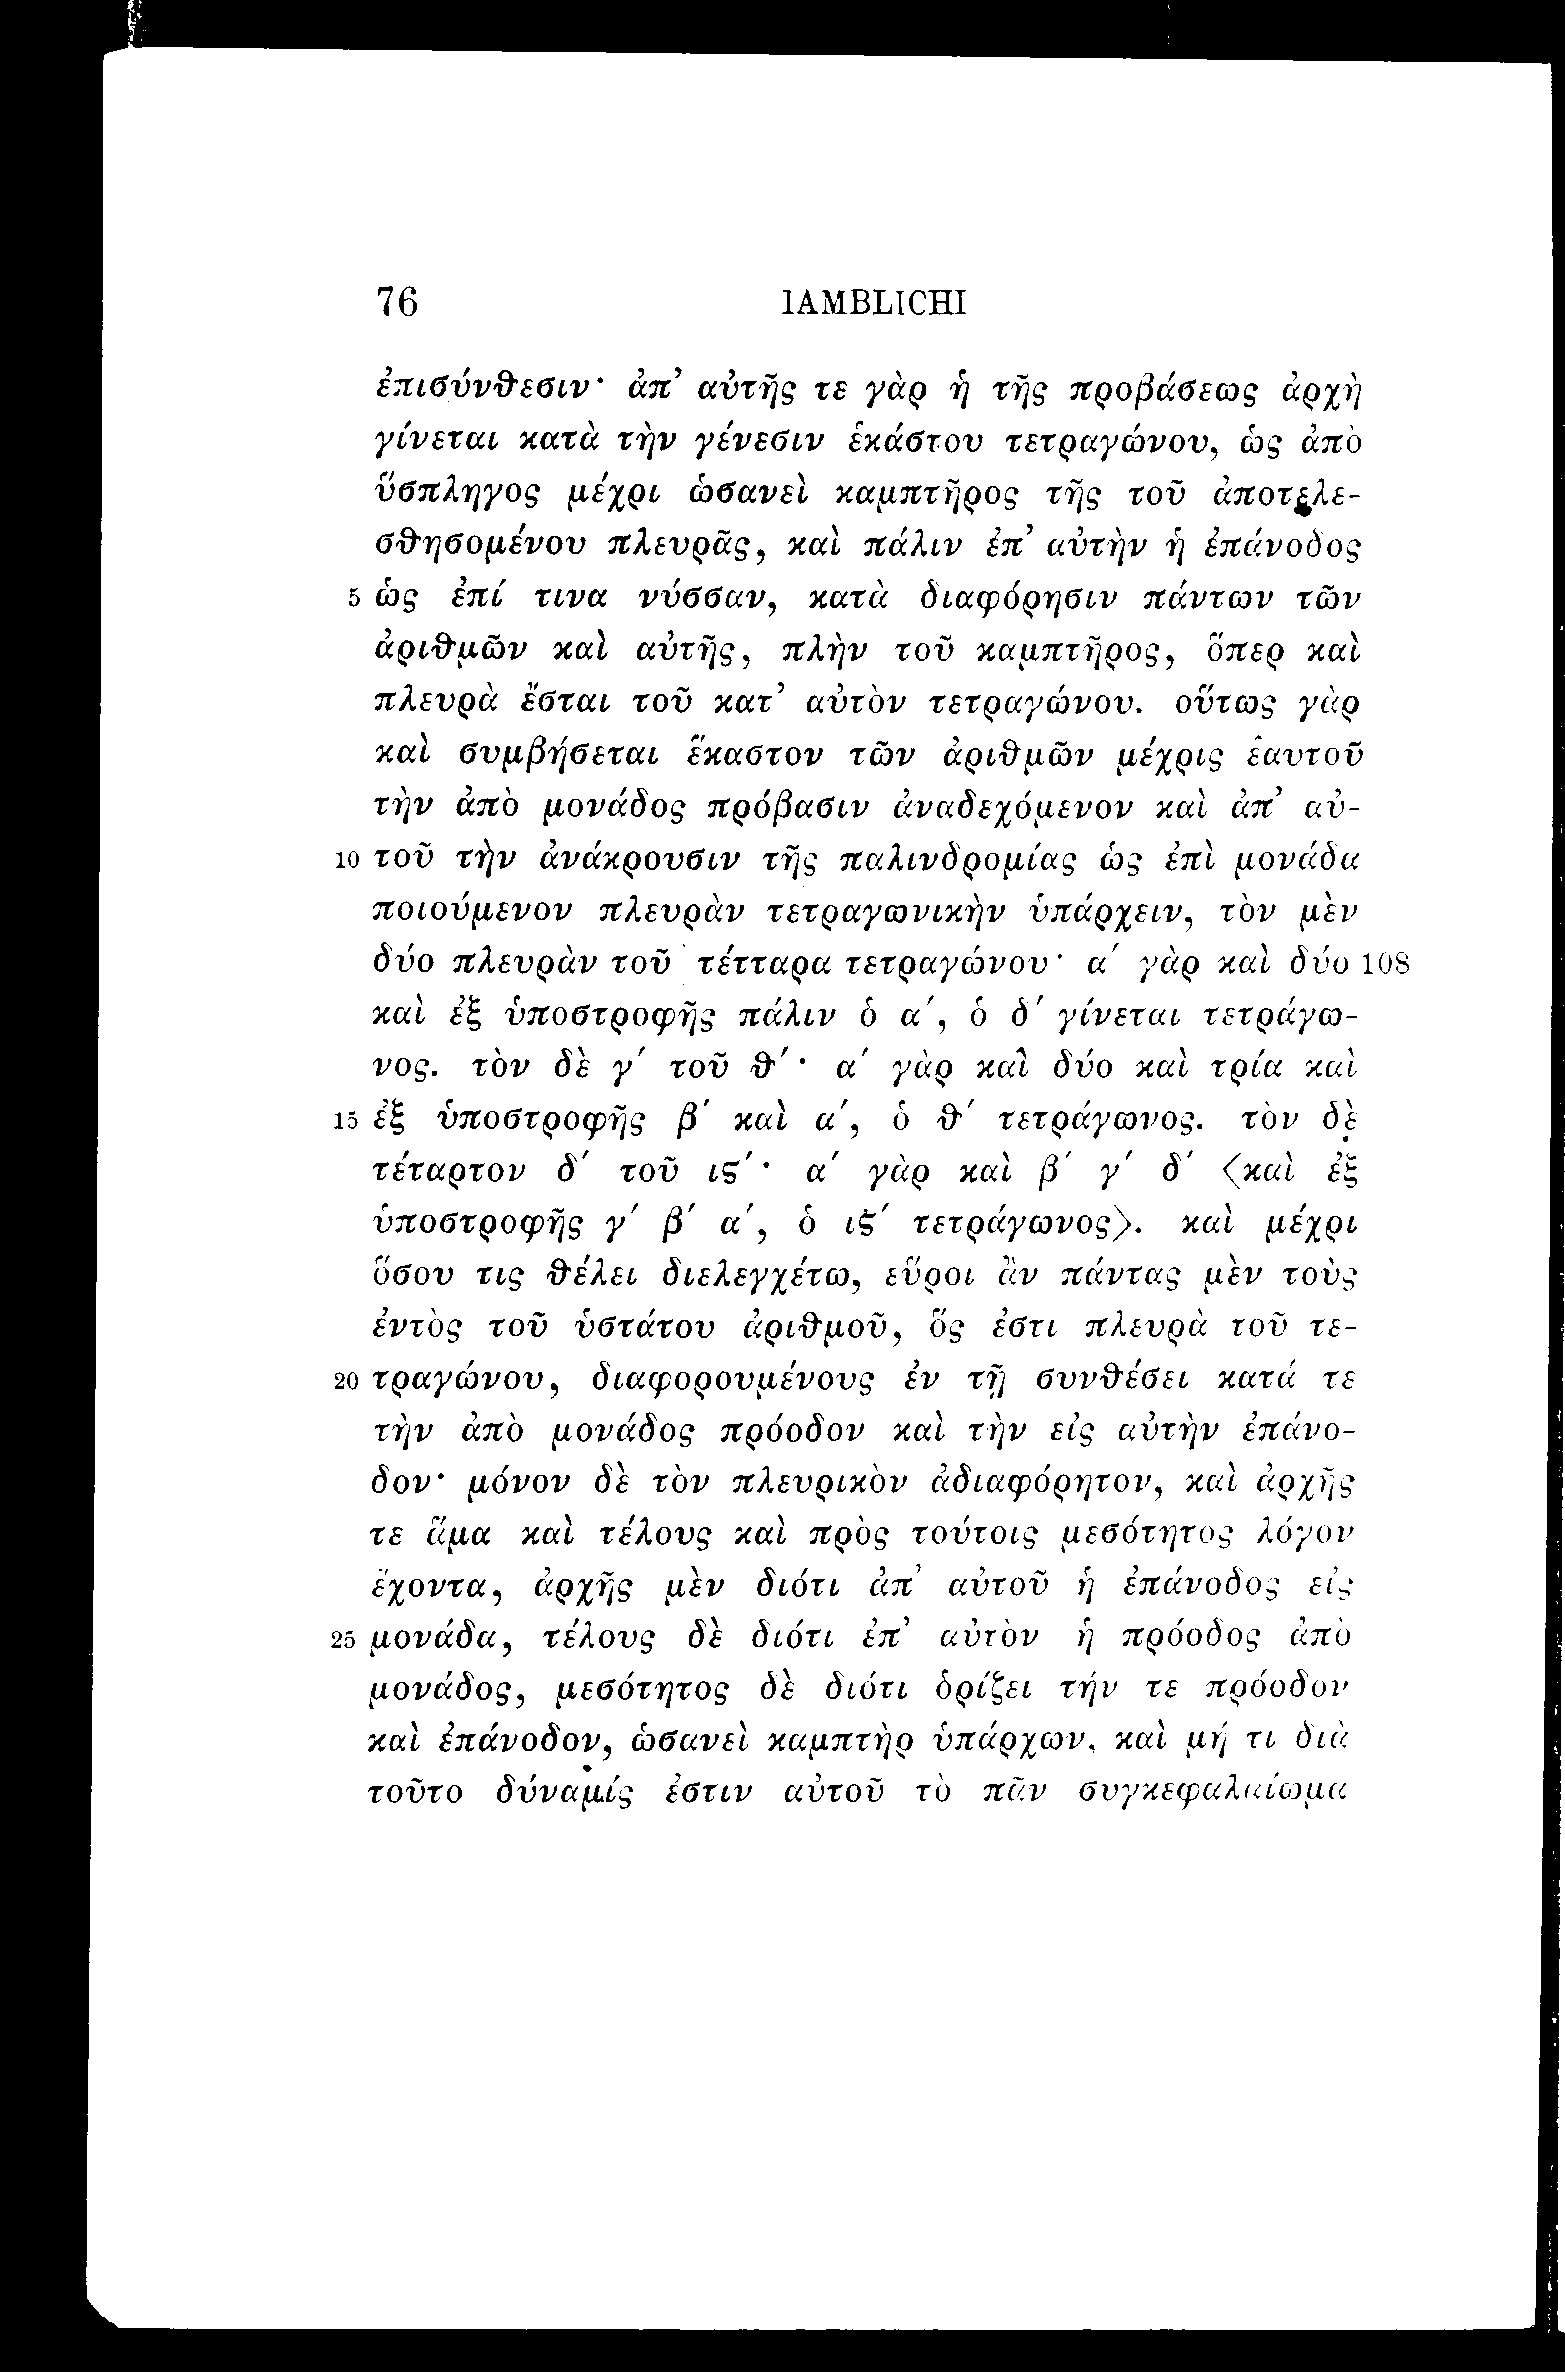 76 IAMBLICHI
ἐπισύνθεσιν· ἀπ’ αὐτῆς τε γὰρ ἡ τῆς προβάσεως ἀρχὴ
γίνεται κατὰ τὴν γένεσιν ἑκάστου τετραγώνου, ὡς ἀπὸ
ὕσπληγος μέχρι ὡσανεὶ καμπτῆρος τῆς τοῦ ἀποτελε-
σθησομένου πλευρᾶς, καὶ πάλιν ἐπ’ αὐτὴν ἡ ἐπάνοδος
5 ὡς ἐπί τινα νύσσαν, κατὰ διαφόρησιν πάντων τῶν
ἀριθμῶν καὶ αὐτῆς, πλὴν τοῦ καμπτῆρος, ὅπερ καὶ
πλευρὰ ἔσται τοῦ κατ’ αὐτὸν τετραγώνου. οὕτως γὰρ
καὶ συμβήσεται ἕκαστον τῶν ἀριθμῶν μέχρις ἑαυτοῦ
τὴν ἀπὸ μονάδος πρόβασιν ἀναδεχόμενον καὶ ἀπ’ αὐ-
10 τοῦ τὴν ἀνάκρουσιν τῆς παλινδρομίας ὡς ἐπὶ μονάδα
ποιούμενον πλευρὰν τετραγωνικὴν ὑπάρχειν, τὸν μὲν
δύο πλευρὰν τοῦ τέτταρα τετραγώνου· α′ γὰρ καὶ δύο 108
καὶ ἐξ ὑποστροφῆς πάλιν ὁ α′, ὁ δ′ γίνεται τετράγω-
νος. τὸν δὲ γ′ τοῦ θ′· α′ γὰρ καὶ δύο καὶ τρία καὶ
15 ἐξ ὑποστροφῆς β′ καὶ α′, ὁ θ′ τετράγωνος. τὸν δὲ
τέταρτον δ′ τοῦ ιϛ′· α′ γὰρ καὶ β′ γ′ δ′ ⟨καὶ ἐξ
ὑποστροφῆς γ′ β′ α′, ὁ ιϛ′ τετράγωνος⟩. καὶ μέχρι
ὅσου τις θέλει διελεγχέτω, εὕροι ἂν πάντας μὲν τοὺς
ἐντὸς τοῦ ὑστάτου ἀριθμοῦ, ὅς ἐστι πλευρὰ τοῦ τε-
20 τραγώνου, διαφορουμένους ἐν τῇ συνθέσει κατά τε
τὴν ἀπὸ μονάδος πρόοδον καὶ τὴν εἰς αὐτὴν ἐπάνο-
δον· μόνον δὲ τὸν πλευρικὸν ἀδιαφόρητον, καὶ ἀρχῆς
τε ἅμα καὶ τέλους καὶ πρὸς τούτοις μεσότητος λόγον
ἔχοντα, ἀρχῆς μὲν διότι ἀπ’ αὐτοῦ ἡ ἐπάνοδος εἰς
25 μονάδα, τέλους δὲ διότι ἐπ’ αὐτὸν ἡ πρόοδος ἀπὸ
μονάδος, μεσότητος δὲ διότι ὁρίζει τήν τε πρόοδον
καὶ ἐπάνοδον, ὡσανεὶ καμπτὴρ ὑπάρχων. καὶ μή τι διὰ
τοῦτο δύναμίς ἐστιν αὐτοῦ τὸ πᾶν συγκεφαλαίωμα